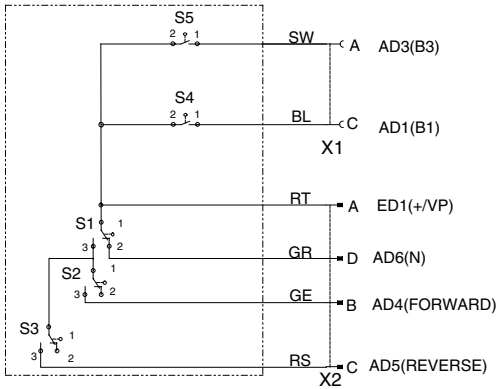 S5
2 1
SW
A AD3(B3)
S4
2 1
BL
C AD1(B1)
X1
RT
A ED1(+/VP)
S1
1
3 2
GR
D AD6(N)
S2
1
3 2
GE
B AD4(FORWARD)
S3
1
3 2
RS
C AD5(REVERSE)
X2